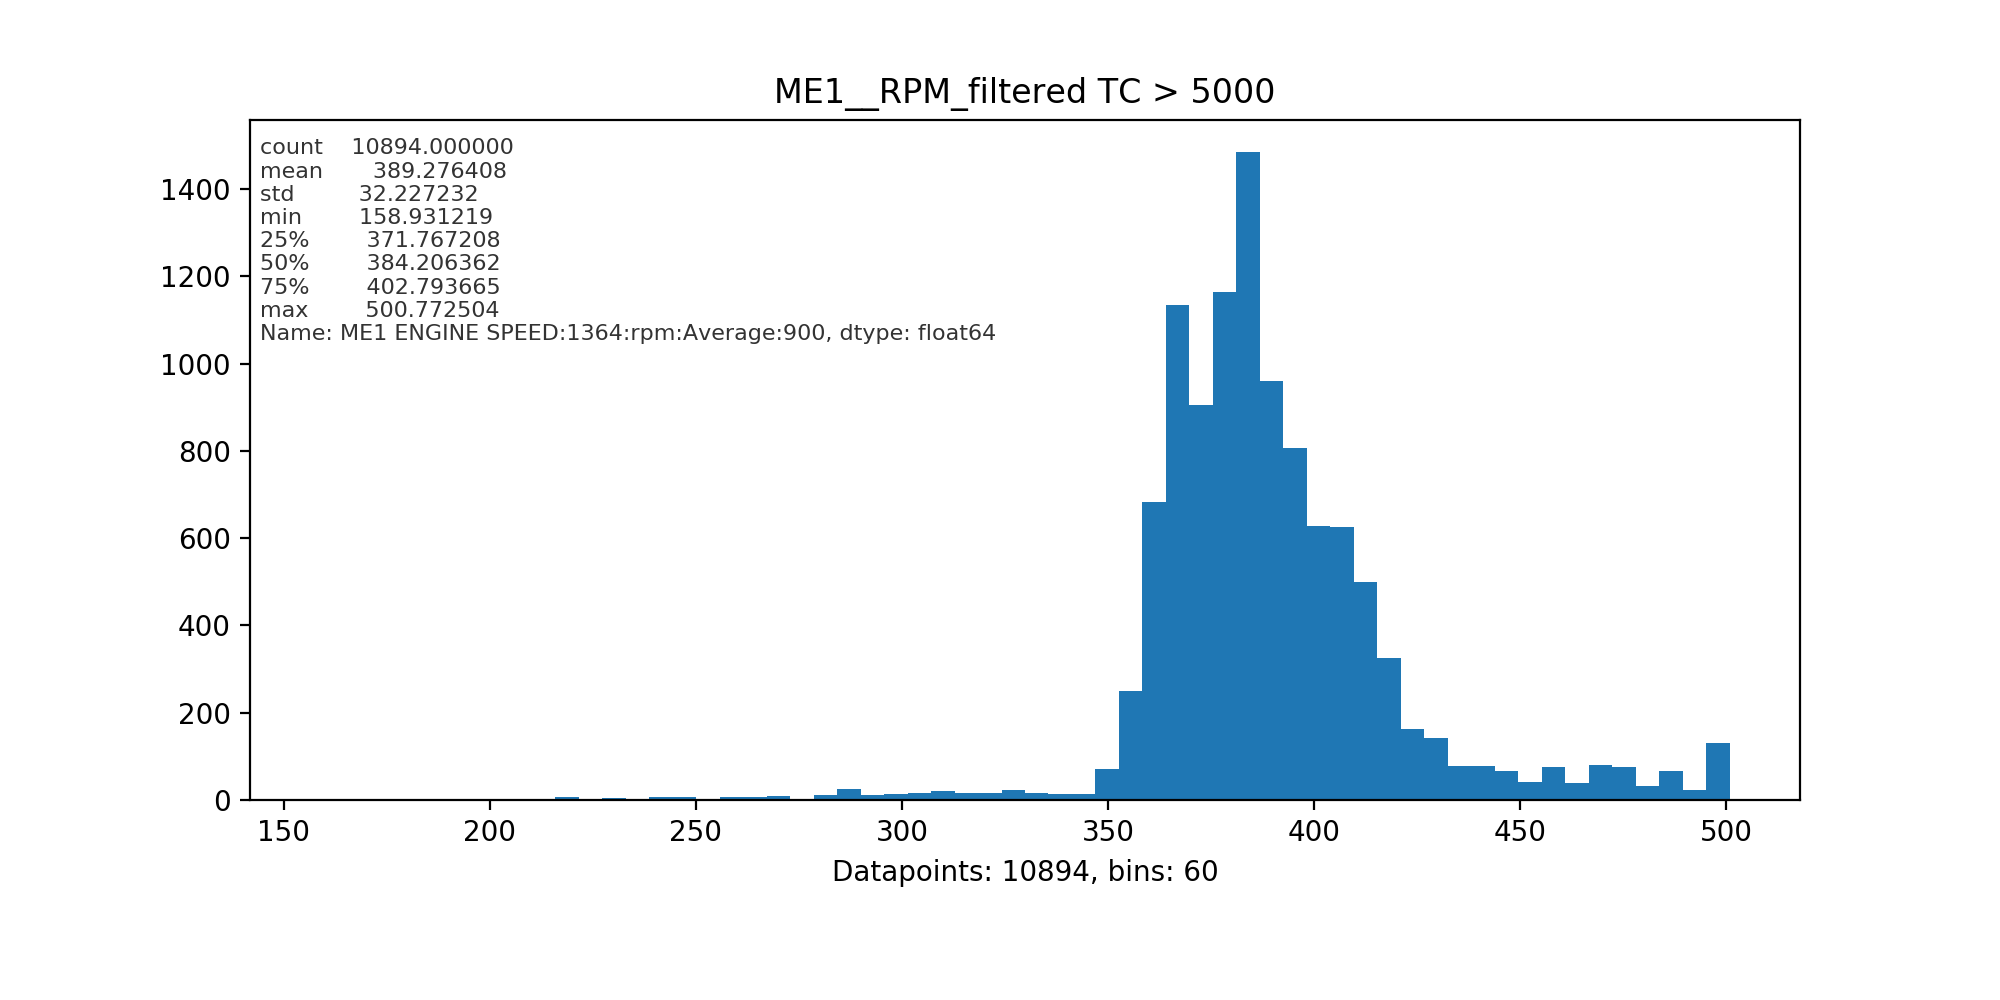 ME1__RPM_filtered TC > 5000
count 10894.000000
mean 389.276408
std 32.227232
min 158.931219
25% 371.767208
50% 384.206362
75% 402.793665
max 500.772504
Name: ME1 ENGINE SPEED:1364:rpm:Average:900, dtype: float64
1400
1200
1000
800
600
400
200
0
150 200 250 300 350 400 450 500
Datapoints: 10894, bins: 60